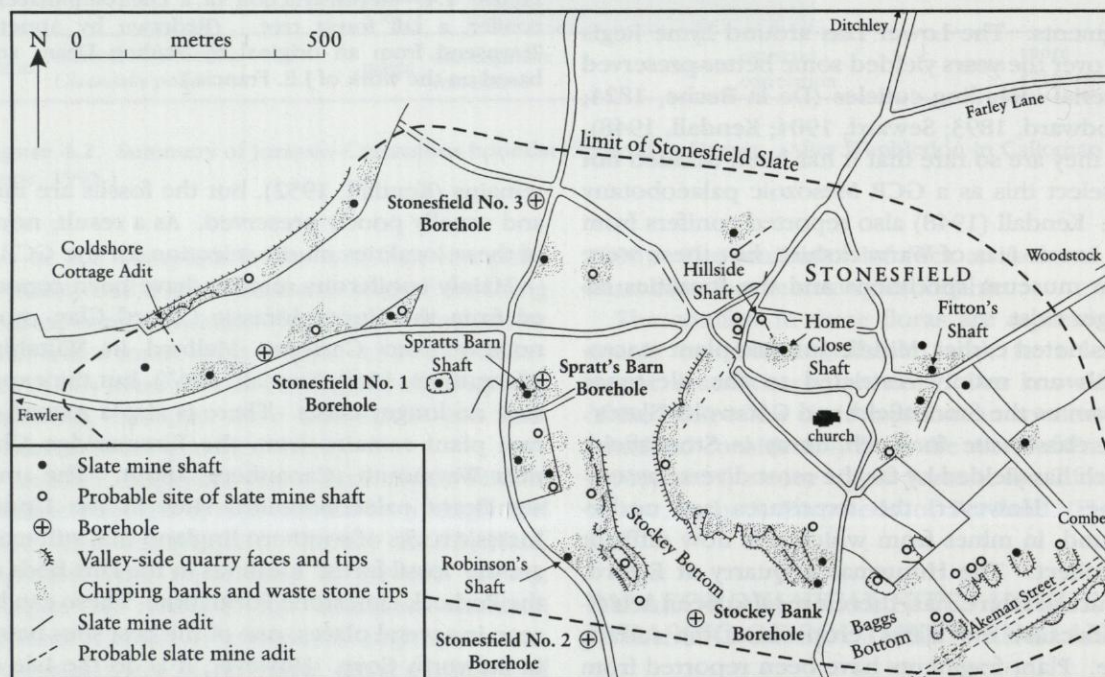 N 0 metres 500
Ditchley
Farley Lane
limit of Stonesfield Slate
Stonesfield No. 3
Borehole
Coldshore
Cottage Adit
Hillside
Shaft
STONESFIELD
Woodstock
Fitton's
Shaft
Home
Close
Shaft
Spratts Barn
Shaft
Stonesfield No. 1
Borehole
Spratt's Barn
Borehole
church
Fawler
Slate mine shaft
Probable site of slate mine shaft
Borehole
Valley-side quarry faces and tips
Chipping banks and waste stone tips
Slate mine adit
Probable slate mine adit
Combe
Stockey Bottom
Robinson's
Shaft
Stonesfield No. 2
Borehole
Stockey Bank
Borehole
Baggs
Bottom
Akeman Street